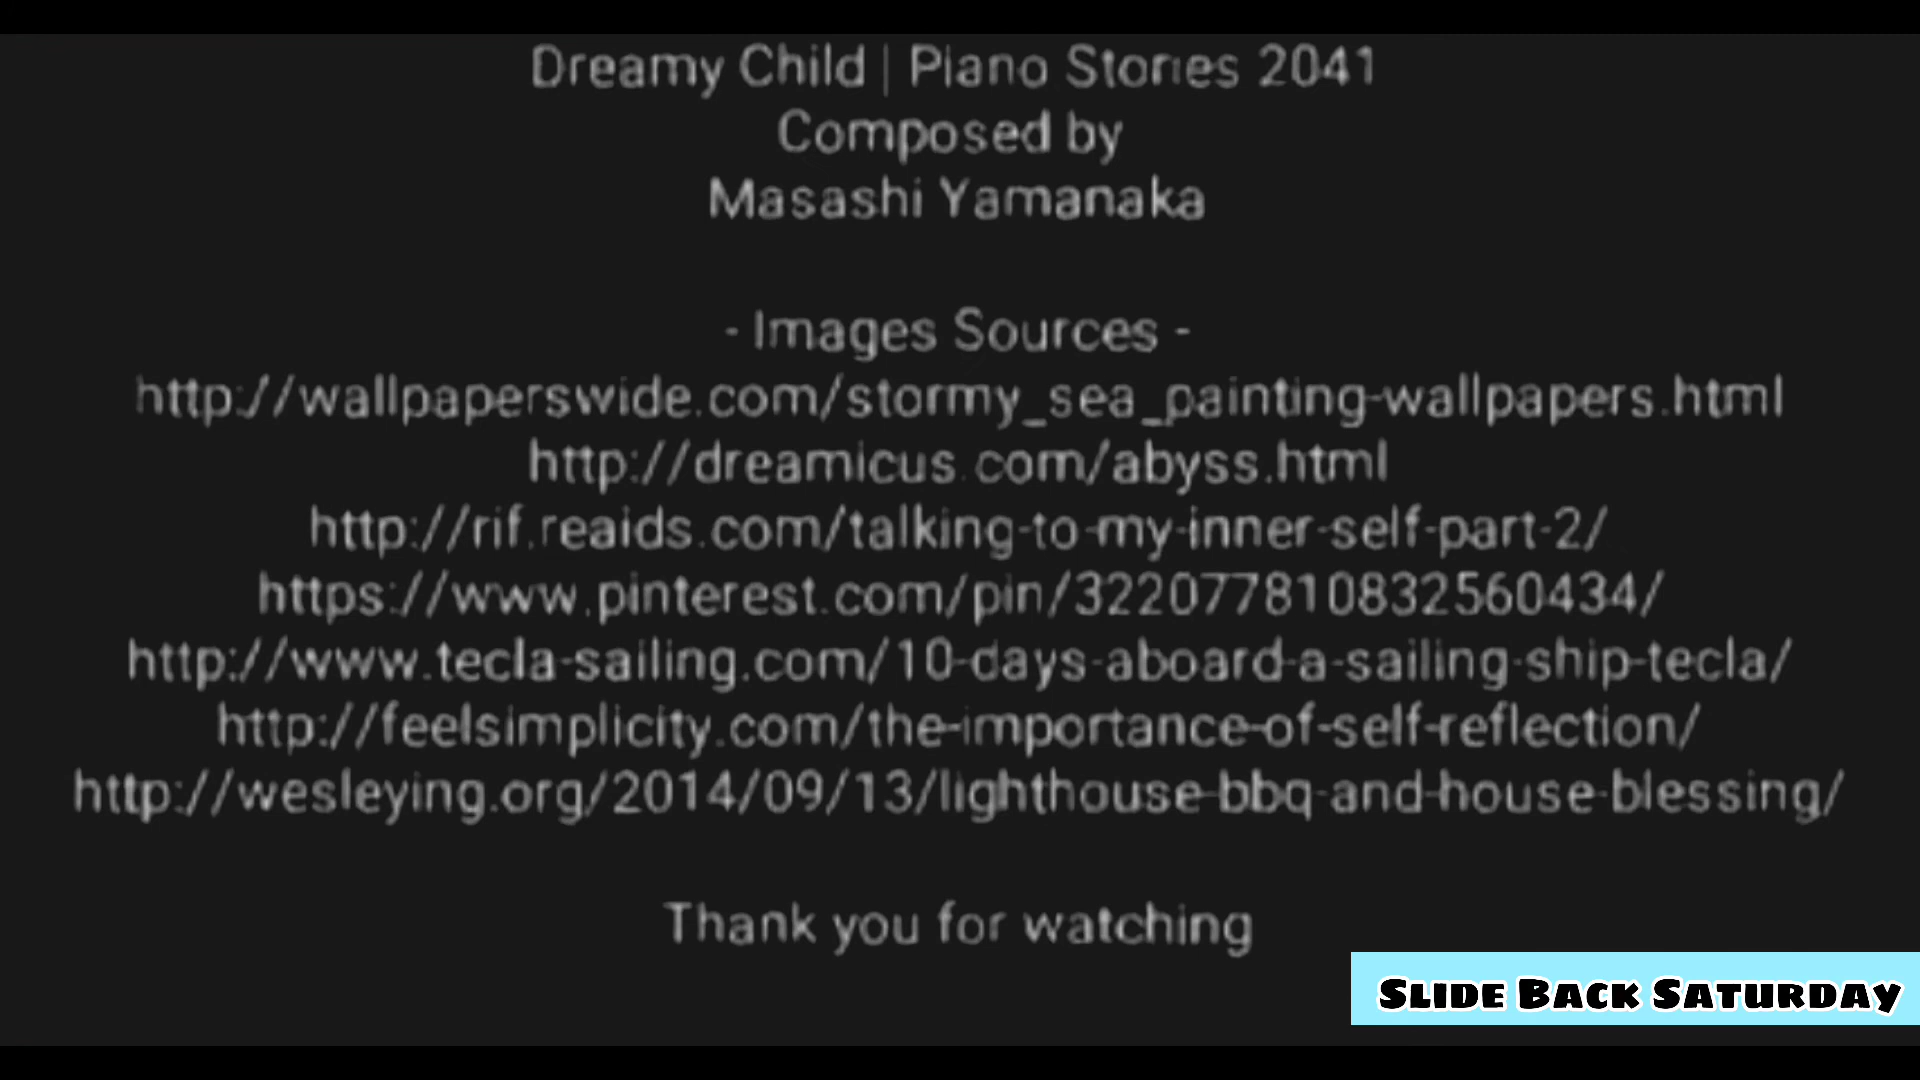 Dreamy Child | Piano Stories 2041
Composed by
Masashi Yamanaka
- Images Sources -
http://wallpaperswide.com/stormy_sea_painting-wallpapers.html
http://dreamicus.com/abyss.html
http://rif.reaids.com/talking-to-my-inner-self-part-2/
https://www.pinterest.com/pin/322077810832560434/
http://www.tecla-sailing.com/10-days-aboard-a-sailing-ship-tecla/
http://feelsimplicity.com/the-importance-of-self-reflection/
http://wesleying.org/2014/09/13/lighthouse-bbq-and-house-blessing/
Thank you for watching
Slide Back Saturday